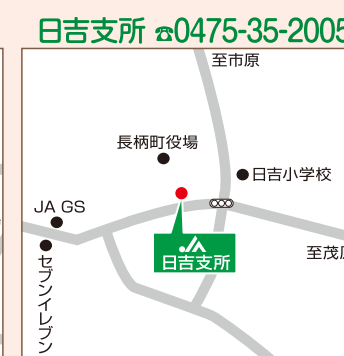 日吉支所 ☎0475-35-2005
至市原
長柄町役場
日吉小学校
JA GS
JA
日吉支所
至茂原
セブンイレブン